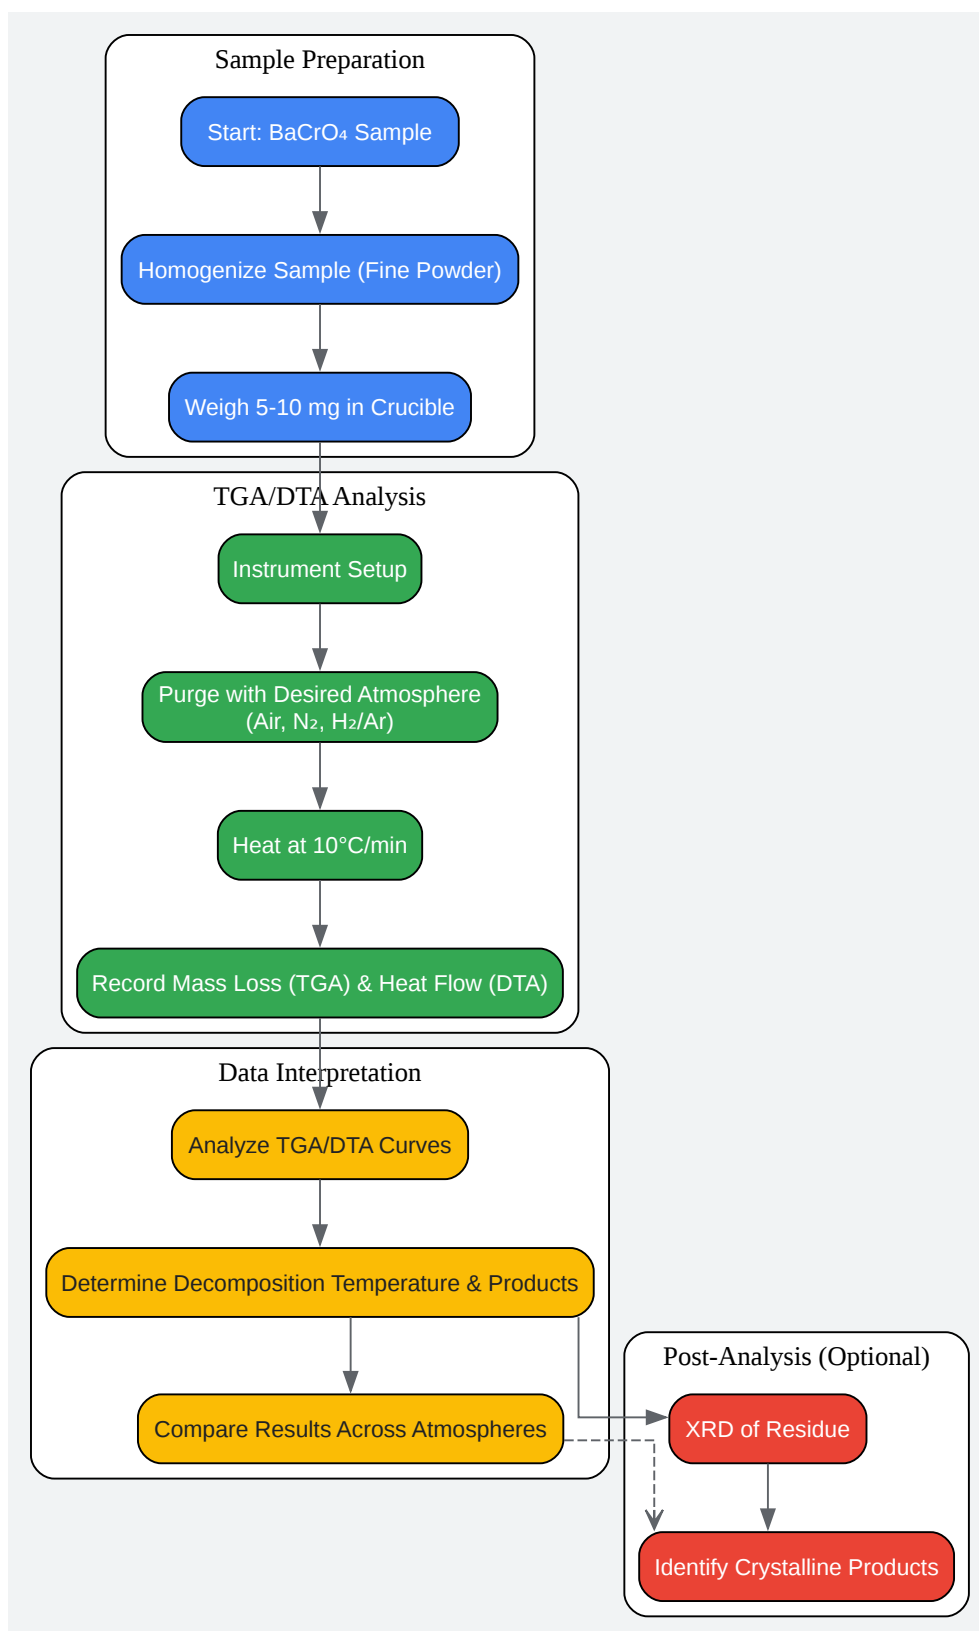 Sample Preparation
Start: BaCrO₄ Sample
Homogenize Sample (Fine Powder)
Weigh 5-10 mg in Crucible
TGA/DTA Analysis
Instrument Setup
Purge with Desired Atmosphere
(Air, N₂, H₂/Ar)
Heat at 10°C/min
Record Mass Loss (TGA) & Heat Flow (DTA)
Data Interpretation
Analyze TGA/DTA Curves
Determine Decomposition Temperature & Products
Compare Results Across Atmospheres
Post-Analysis (Optional)
XRD of Residue
Identify Crystalline Products